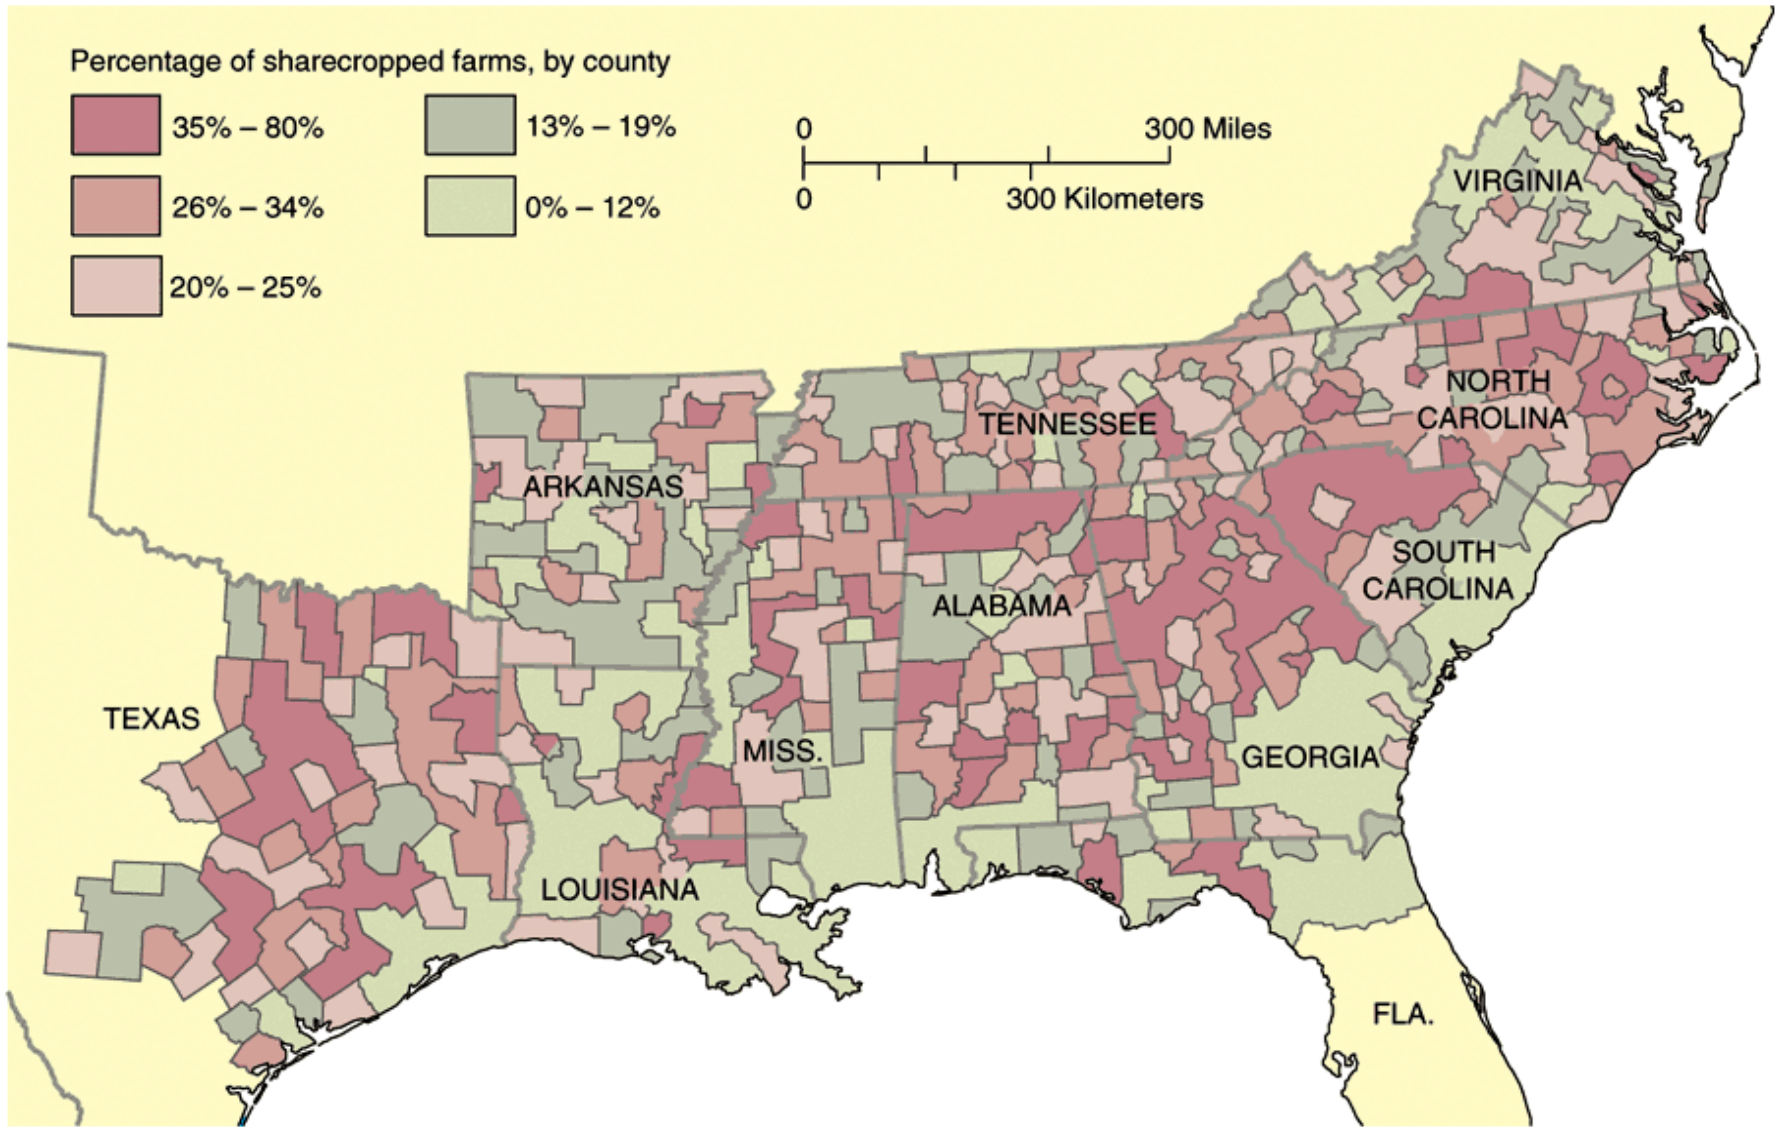 Percentage of sharecropped farms, by county
35% – 80%
13% – 19%
26% – 34%
0% – 12%
20% – 25%
0
300 Miles
0
300 Kilometers
VIRGINIA
NORTH
CAROLINA
TENNESSEE
ARKANSAS
SOUTH
CAROLINA
ALABAMA
TEXAS
MISS.
GEORGIA
LOUISIANA
FLA.